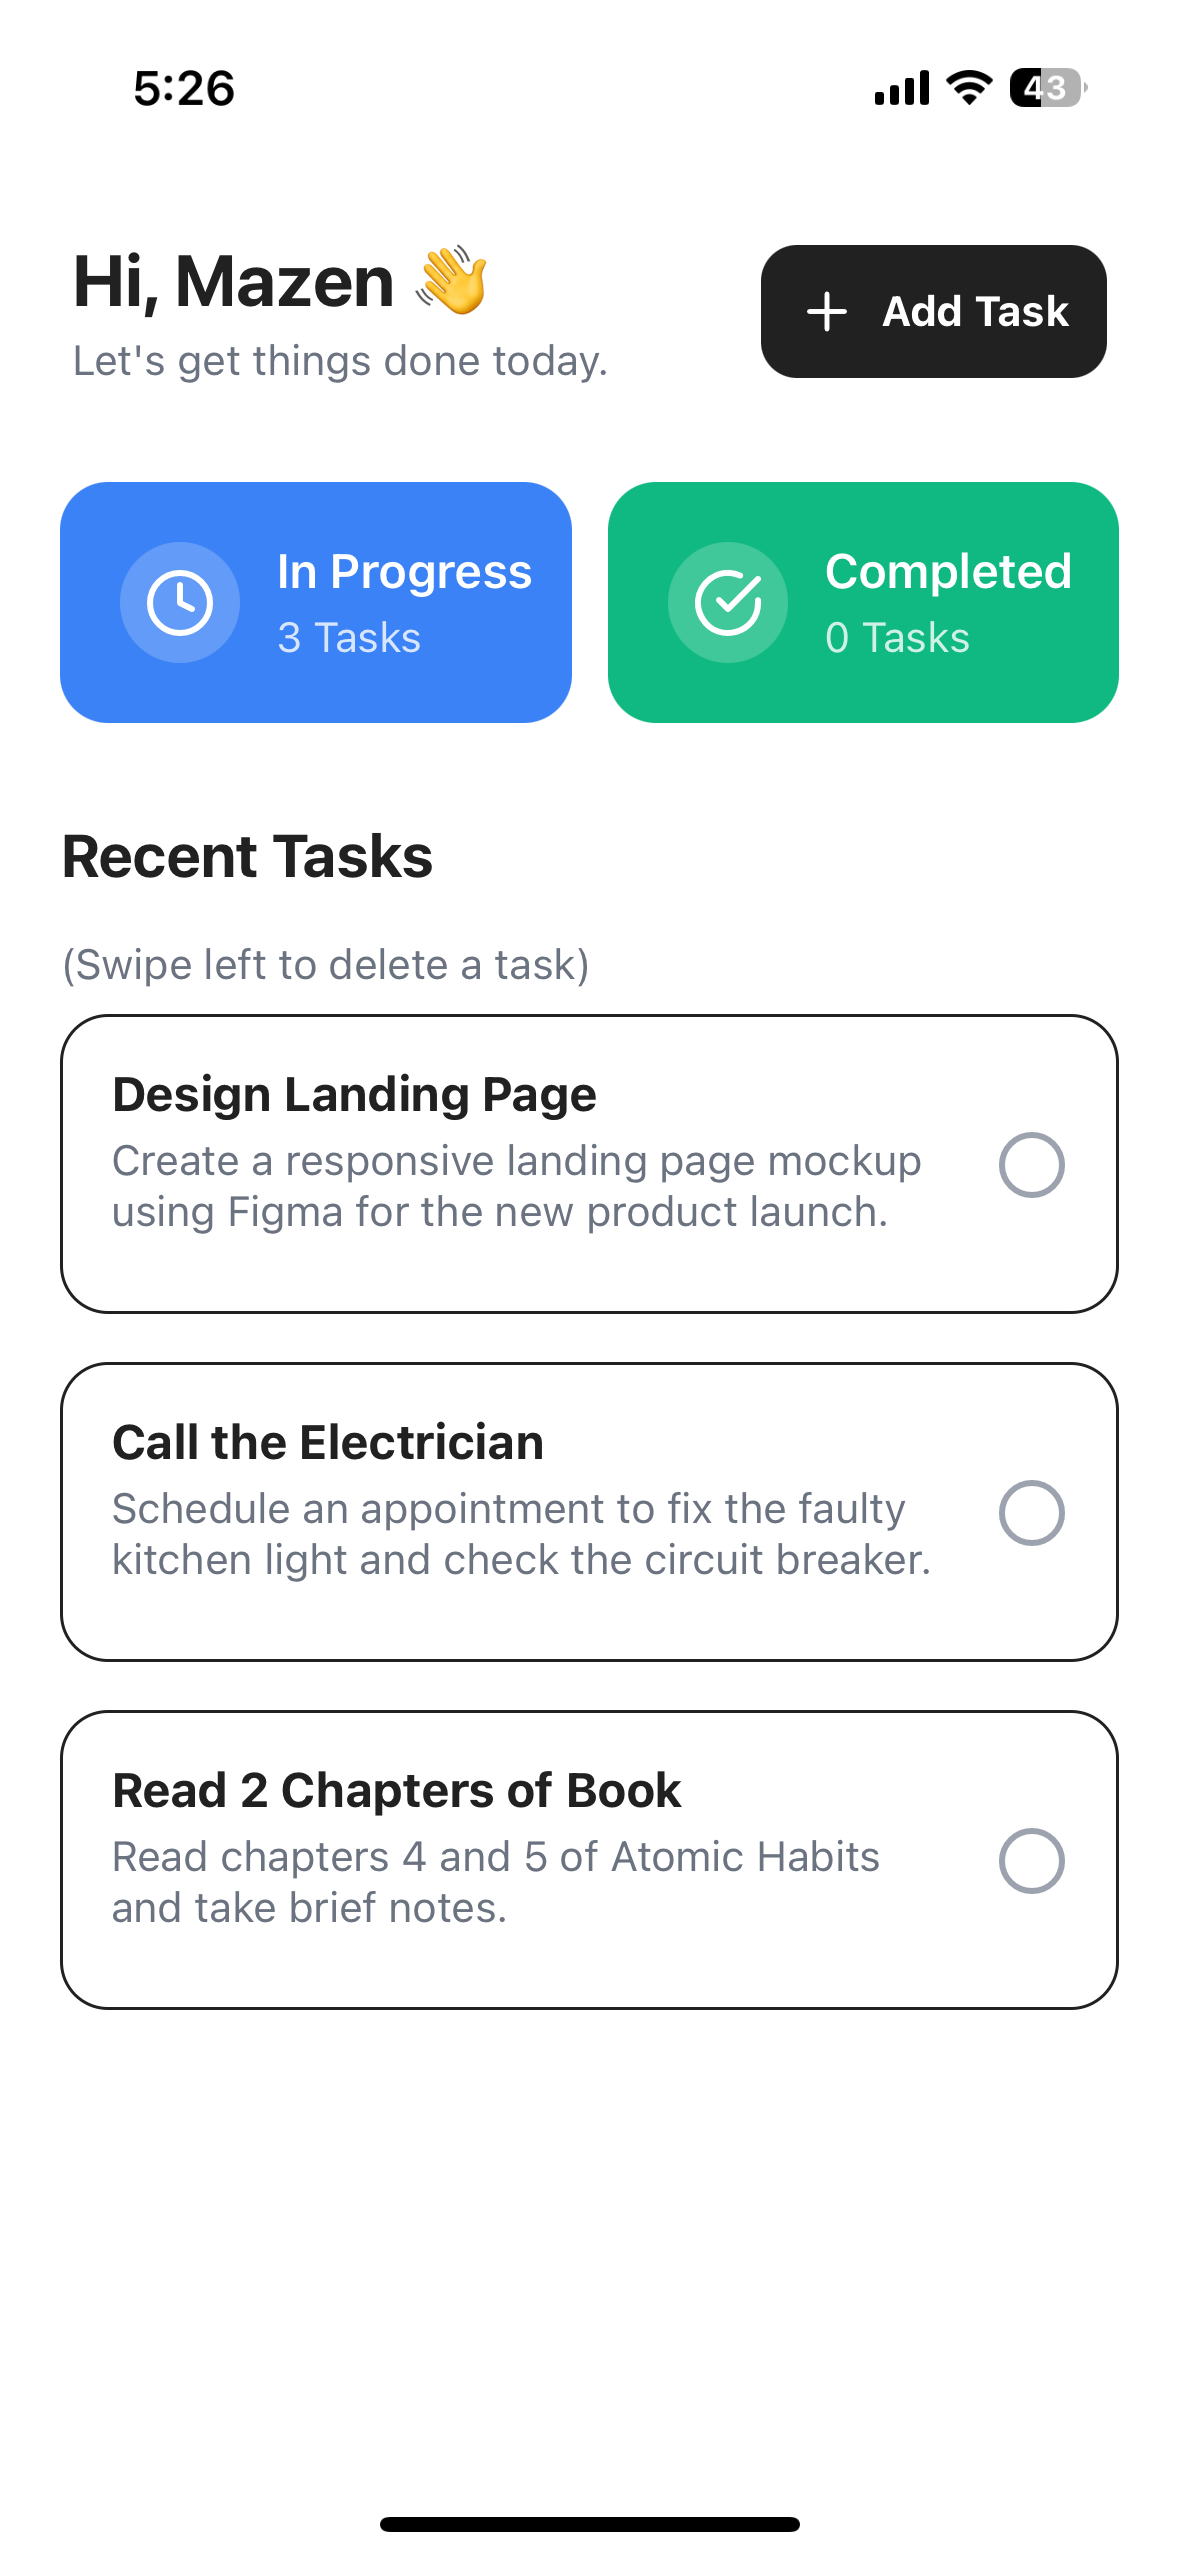 5:26
43
Hi, Mazen 👋
Let's get things done today.
Add Task
In Progress
3 Tasks
Completed
0 Tasks
Recent Tasks
(Swipe left to delete a task)
Design Landing Page
Create a responsive landing page mockup
using Figma for the new product launch.
Call the Electrician
Schedule an appointment to fix the faulty
kitchen light and check the circuit breaker.
Read 2 Chapters of Book
Read chapters 4 and 5 of Atomic Habits
and take brief notes.